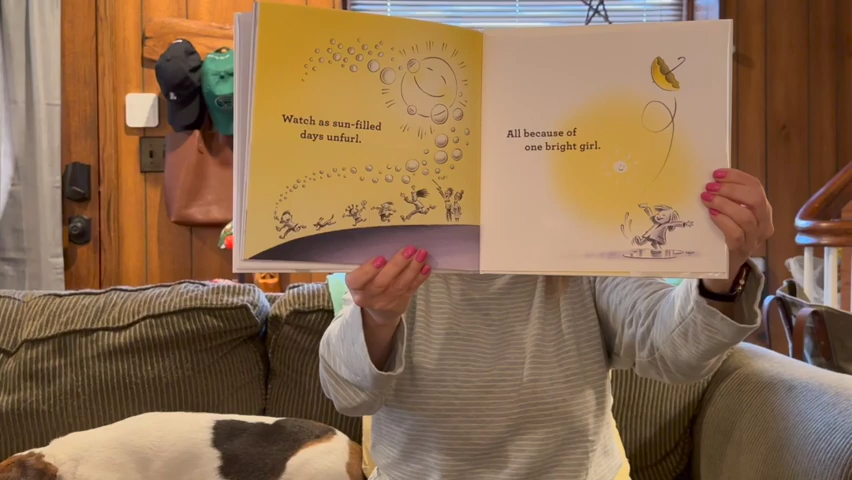 Watch as sun-filled
days unfurl.
All because of
one bright girl.